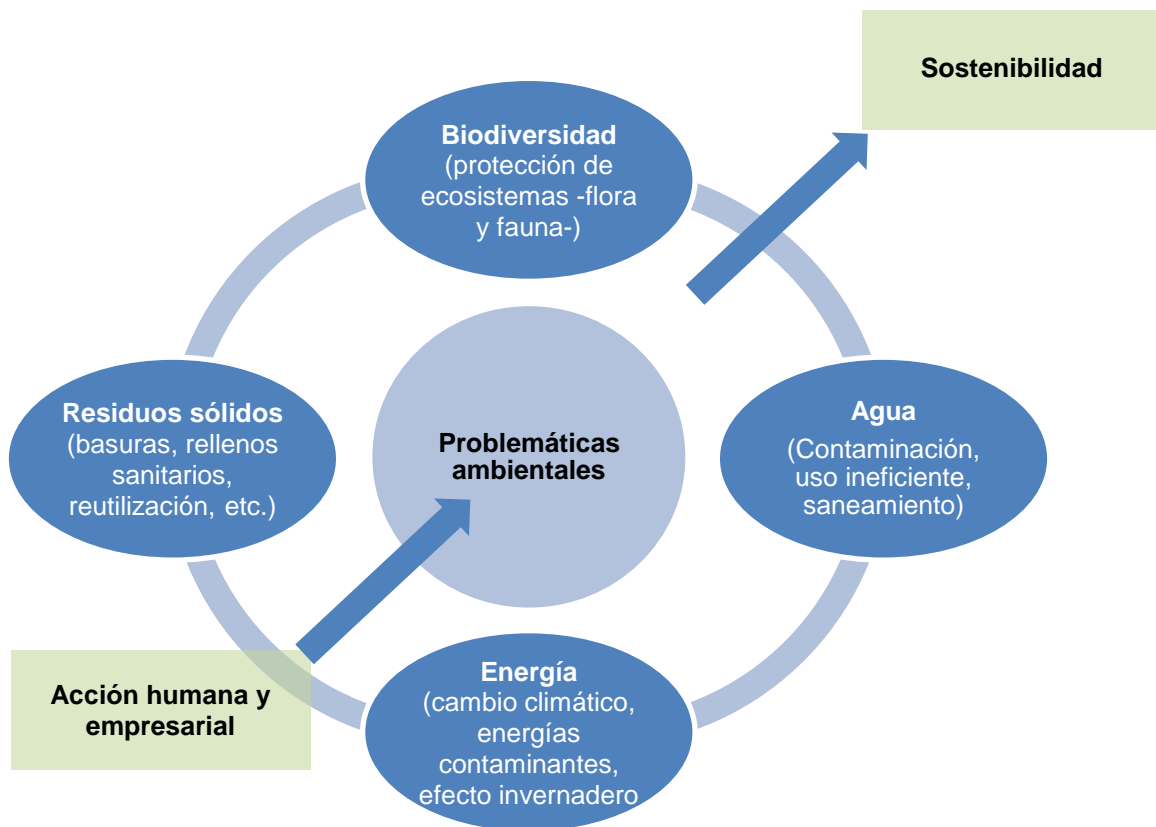 Sostenibilidad
Biodiversidad
(protección de
ecosistemas -flora
y fauna-)
Residuos sólidos
(basuras, rellenos
sanitarios,
reutilización, etc.)
Problemáticas
ambientales
Agua
(Contaminación,
uso ineficiente,
saneamiento)
Acción humana y
empresarial
Energía
(cambio climático,
energías
contaminantes,
efecto invernadero